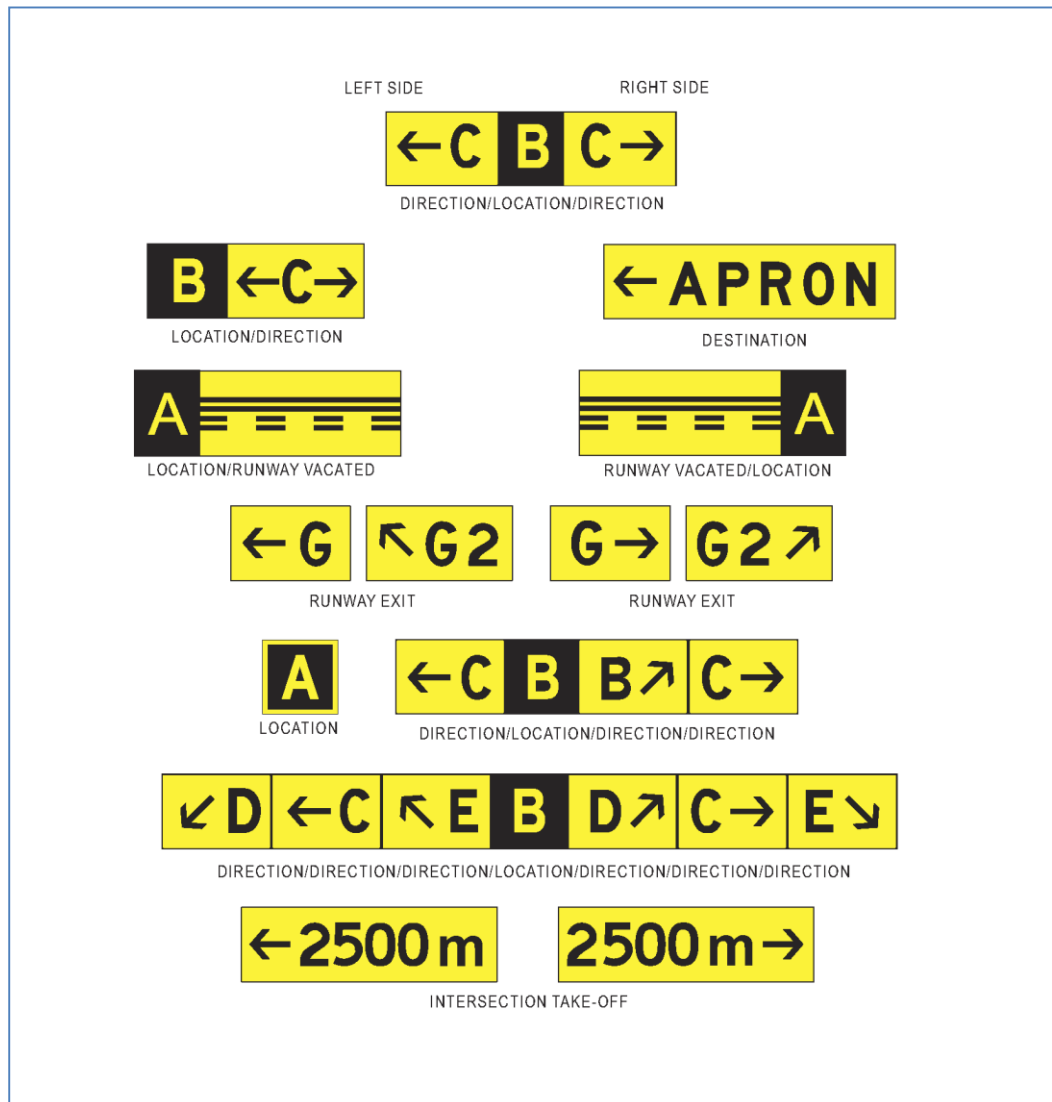 LEFT SIDE RIGHT SIDE
←C B C→
DIRECTION/LOCATION/DIRECTION
B ←C→ ←APRON
LOCATION/DIRECTION DESTINATION
A A
LOCATION/RUNWAY VACATED RUNWAY VACATED/LOCATION
←G ↖G2 G→ G2↗
RUNWAY EXIT RUNWAY EXIT
A ←C B B↗ C→
LOCATION DIRECTION/LOCATION/DIRECTION/DIRECTION
↙D ←C ↖E B D↗ C→ E↘
DIRECTION/DIRECTION/DIRECTION/LOCATION/DIRECTION/DIRECTION/DIRECTION
←2500m 2500m→
INTERSECTION TAKE-OFF